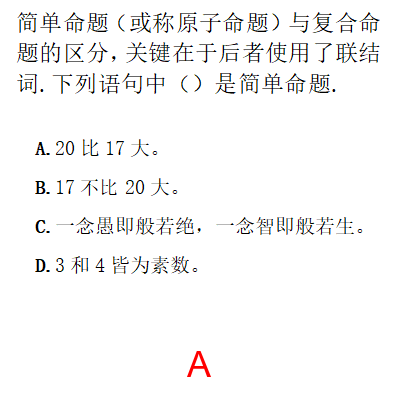 简单命题（或称原子命题）与复合命
题的区分，关键在于后者使用了联结
词. 下列语句中（）是简单命题.
A. 20 比 17 大。
B. 17 不比 20 大。
C. 一念愚即般若绝，一念智即般若生。
D. 3 和 4 皆为素数。
A